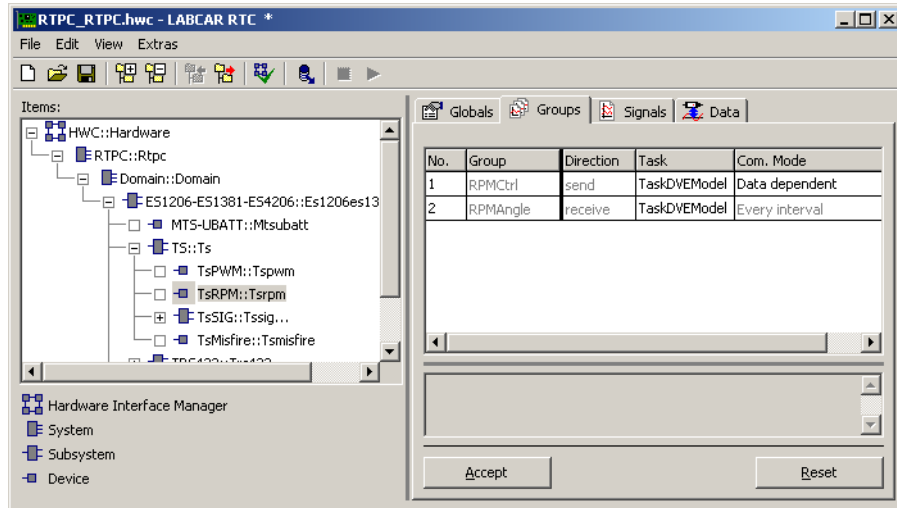 RTPC_RTPC.hwc - LABCAR RTC *
File Edit View Extras
Items:
HWC::Hardware
RTPC::Rtpc
Domain::Domain
ES1206-ES1381-ES4206::Es1206es13
MTS-UBATT::Mtsubatt
TS::Ts
TsPWM::Tspwm
TsRPM::Tsrpm
TsSIG::Tssig...
TsMisfire::Tsmisfire
Hardware Interface Manager
System
Subsystem
Device
Globals Groups Signals Data
No. Group Direction Task Com. Mode
1 RPMCtrl send TaskDVEModel Data dependent
2 RPMAngle receive TaskDVEModel Every interval
Accept Reset